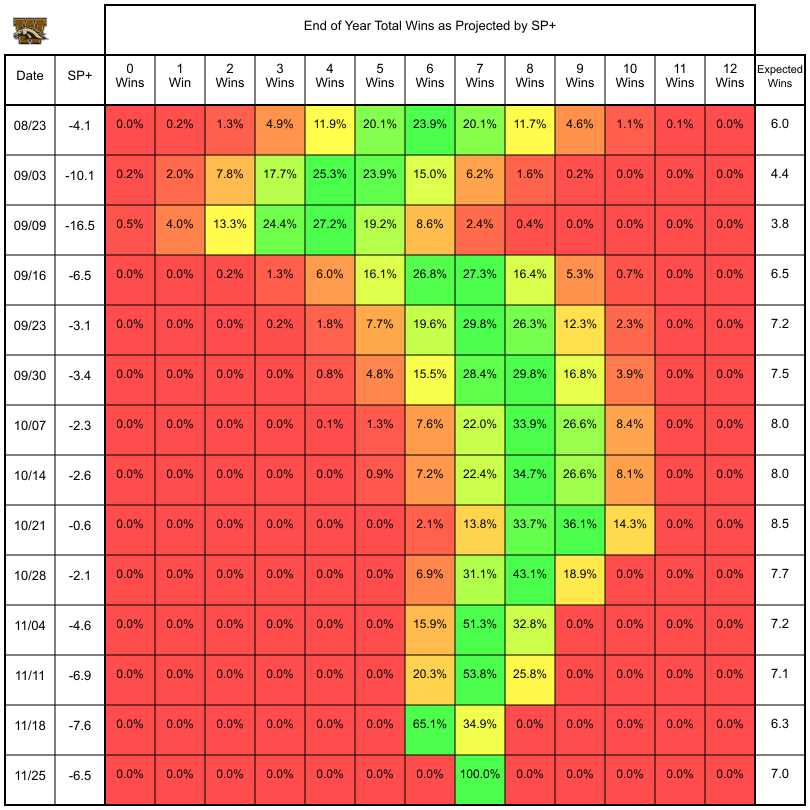 End of Year Total Wins as Projected by SP+
Date SP+ 0 Wins 1 Win 2 Wins 3 Wins 4 Wins 5 Wins 6 Wins 7 Wins 8 Wins 9 Wins 10 Wins 11 Wins 12 Wins Expected Wins
08/23 -4.1 0.0% 0.2% 1.3% 4.9% 11.9% 20.1% 23.9% 20.1% 11.7% 4.6% 1.1% 0.1% 0.0% 6.0
09/03 -10.1 0.2% 2.0% 7.8% 17.7% 25.3% 23.9% 15.0% 6.2% 1.6% 0.2% 0.0% 0.0% 0.0% 4.4
09/09 -16.5 0.5% 4.0% 13.3% 24.4% 27.2% 19.2% 8.6% 2.4% 0.4% 0.0% 0.0% 0.0% 0.0% 3.8
09/16 -6.5 0.0% 0.0% 0.2% 1.3% 6.0% 16.1% 26.8% 27.3% 16.4% 5.3% 0.7% 0.0% 0.0% 6.5
09/23 -3.1 0.0% 0.0% 0.0% 0.2% 1.8% 7.7% 19.6% 29.8% 26.3% 12.3% 2.3% 0.0% 0.0% 7.2
09/30 -3.4 0.0% 0.0% 0.0% 0.0% 0.8% 4.8% 15.5% 28.4% 29.8% 16.8% 3.9% 0.0% 0.0% 7.5
10/07 -2.3 0.0% 0.0% 0.0% 0.0% 0.1% 1.3% 7.6% 22.0% 33.9% 26.6% 8.4% 0.0% 0.0% 8.0
10/14 -2.6 0.0% 0.0% 0.0% 0.0% 0.0% 0.9% 7.2% 22.4% 34.7% 26.6% 8.1% 0.0% 0.0% 8.0
10/21 -0.6 0.0% 0.0% 0.0% 0.0% 0.0% 0.0% 2.1% 13.8% 33.7% 36.1% 14.3% 0.0% 0.0% 8.5
10/28 -2.1 0.0% 0.0% 0.0% 0.0% 0.0% 0.0% 6.9% 31.1% 43.1% 18.9% 0.0% 0.0% 0.0% 7.7
11/04 -4.6 0.0% 0.0% 0.0% 0.0% 0.0% 0.0% 15.9% 51.3% 32.8% 0.0% 0.0% 0.0% 0.0% 7.2
11/11 -6.9 0.0% 0.0% 0.0% 0.0% 0.0% 0.0% 20.3% 53.8% 25.8% 0.0% 0.0% 0.0% 0.0% 7.1
11/18 -7.6 0.0% 0.0% 0.0% 0.0% 0.0% 0.0% 65.1% 34.9% 0.0% 0.0% 0.0% 0.0% 0.0% 6.3
11/25 -6.5 0.0% 0.0% 0.0% 0.0% 0.0% 0.0% 0.0% 100.0% 0.0% 0.0% 0.0% 0.0% 0.0% 7.0